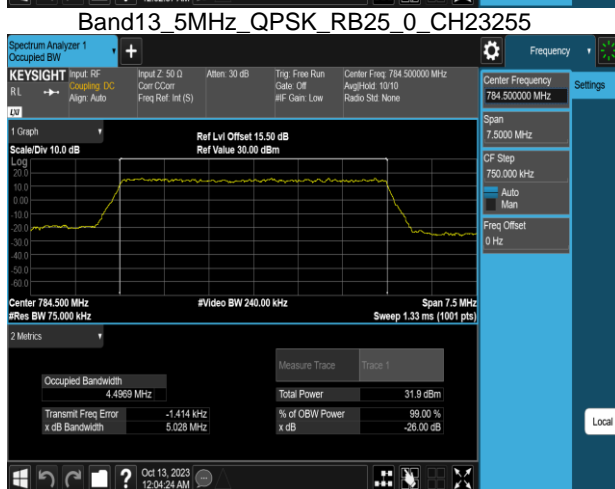 Band13_5MHz_QPSK_RB25_0_CH23255
Spectrum Analyzer 1
Occupied BW
Frequency
KEYSIGHT Input: RF Input Z: 50 Ω Atten: 30 dB Trig: Free Run Center Freq: 784.500000 MHz
RL Coupling: DC Corr CCorr Gate: Off Avg|Hold: 10/10
Align: Auto Freq Ref: Int (S) #IF Gain: Low Radio Std: None
LXI
Center Frequency
784.500000 MHz
Settings
Span
7.5000 MHz
CF Step
750.000 kHz
Auto
Man
Freq Offset
0 Hz
Local
1 Graph
Ref Lvl Offset 15.50 dB
Scale/Div 10.0 dB Ref Value 30.00 dBm
Log
20.0
10.0
0.00
-10.0
-20.0
-30.0
-40.0
-50.0
-60.0
Center 784.500 MHz #Video BW 240.00 kHz Span 7.5 MHz
#Res BW 75.000 kHz Sweep 1.33 ms (1001 pts)
2 Metrics
Measure Trace Trace 1
Occupied Bandwidth
4.4969 MHz Total Power 31.9 dBm
Transmit Freq Error -1.414 kHz % of OBW Power 99.00 %
x dB Bandwidth 5.028 MHz x dB -26.00 dB
Oct 13, 2023
12:04:24 AM